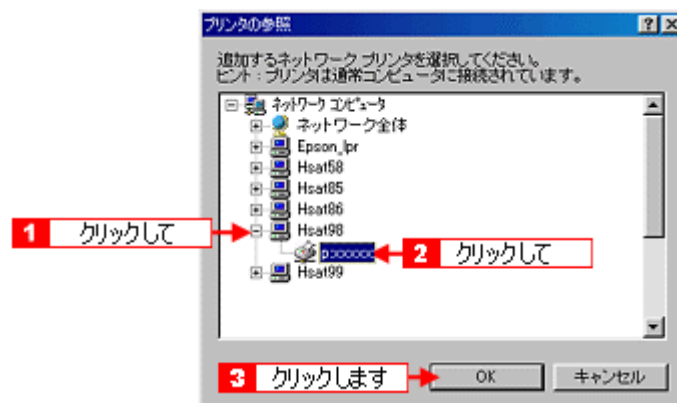 プリンタの参照
追加するネットワーク プリンタを選択してください。
ヒント : プリンタは通常コンピュータに接続されています。
ネットワーク コンピュータ
ネットワーク全体
Epson_lpr
Hsat58
Hsat85
Hsat86
1 クリックして
Hsat98
2 クリックして
Hsat99
3 クリックします
OK
キャンセル